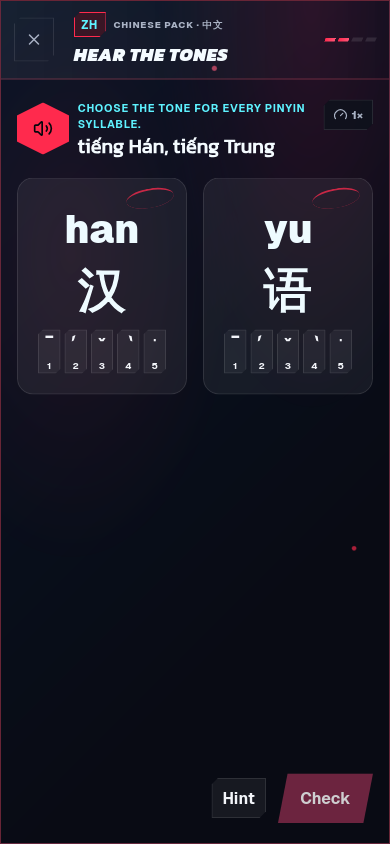 ZH CHINESE PACK · 中文
HEAR THE TONES
CHOOSE THE TONE FOR EVERY PINYIN
SYLLABLE.
1×
tiếng Hán, tiếng Trung
han
汉
ˉ ˊ ˇ ˋ ·
1 2 3 4 5
yu
语
ˉ ˊ ˇ ˋ ·
1 2 3 4 5
Hint
Check